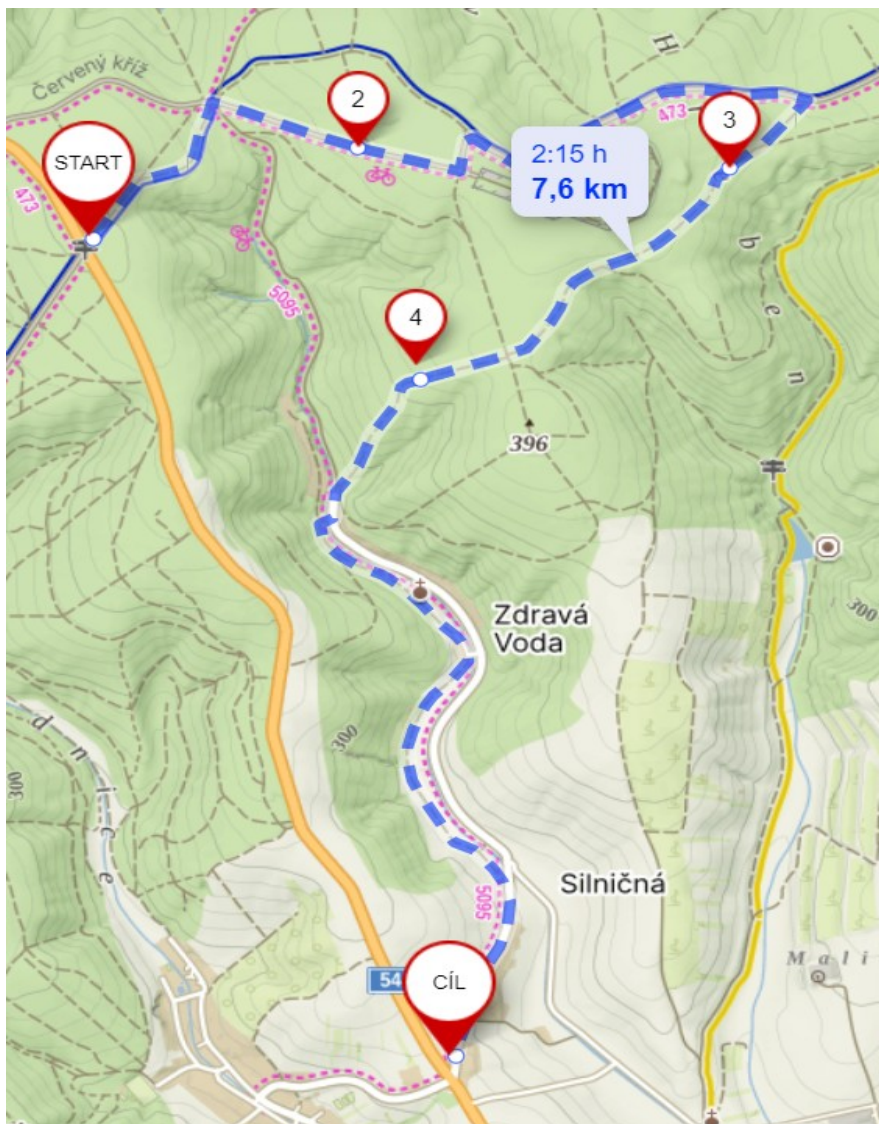 H
Červený kříž
2
473
3
START
2:15 h
7,6 km
473
b
e
n
5095
4
396
Zdravá
Voda
300
300
300
d
n
i
c
e
Silničná
5095
Mali
54
CÍL